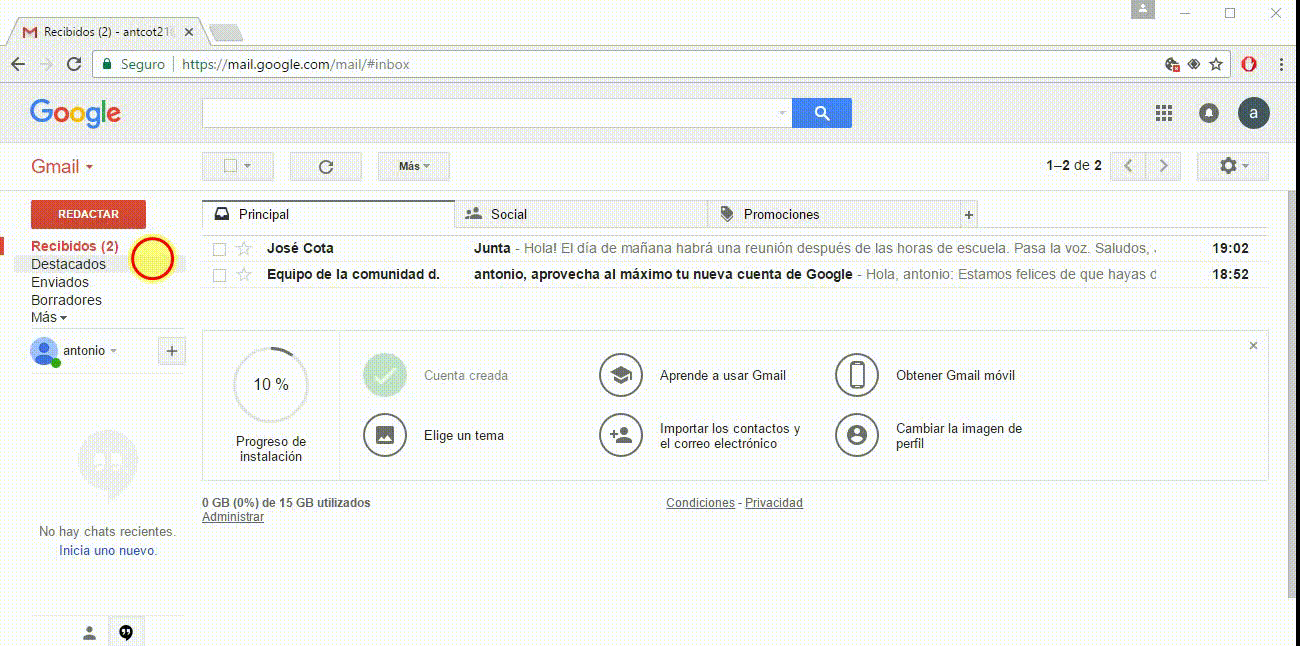 Recibidos (2) - antcot21
Seguro https://mail.google.com/mail/#inbox
Google
a
Gmail
Más
1–2 de 2
REDACTAR
Principal
Social
Promociones
Recibidos (2)
Destacados
Enviados
Borradores
Más
antonio
José Cota Junta - Hola! El día de mañana habrá una reunión después de las horas de escuela. Pasa la voz. Saludos, 19:02
Equipo de la comunidad d. antonio, aprovecha al máximo tu nueva cuenta de Google - Hola, antonio: Estamos felices de que hayas 18:52
10 %
Progreso de
instalación
Cuenta creada
Aprende a usar Gmail
Obtener Gmail móvil
Elige un tema
Importar los contactos y
el correo electrónico
Cambiar la imagen de
perfil
0 GB (0%) de 15 GB utilizados
Administrar
Condiciones - Privacidad
No hay chats recientes.
Inicia uno nuevo.